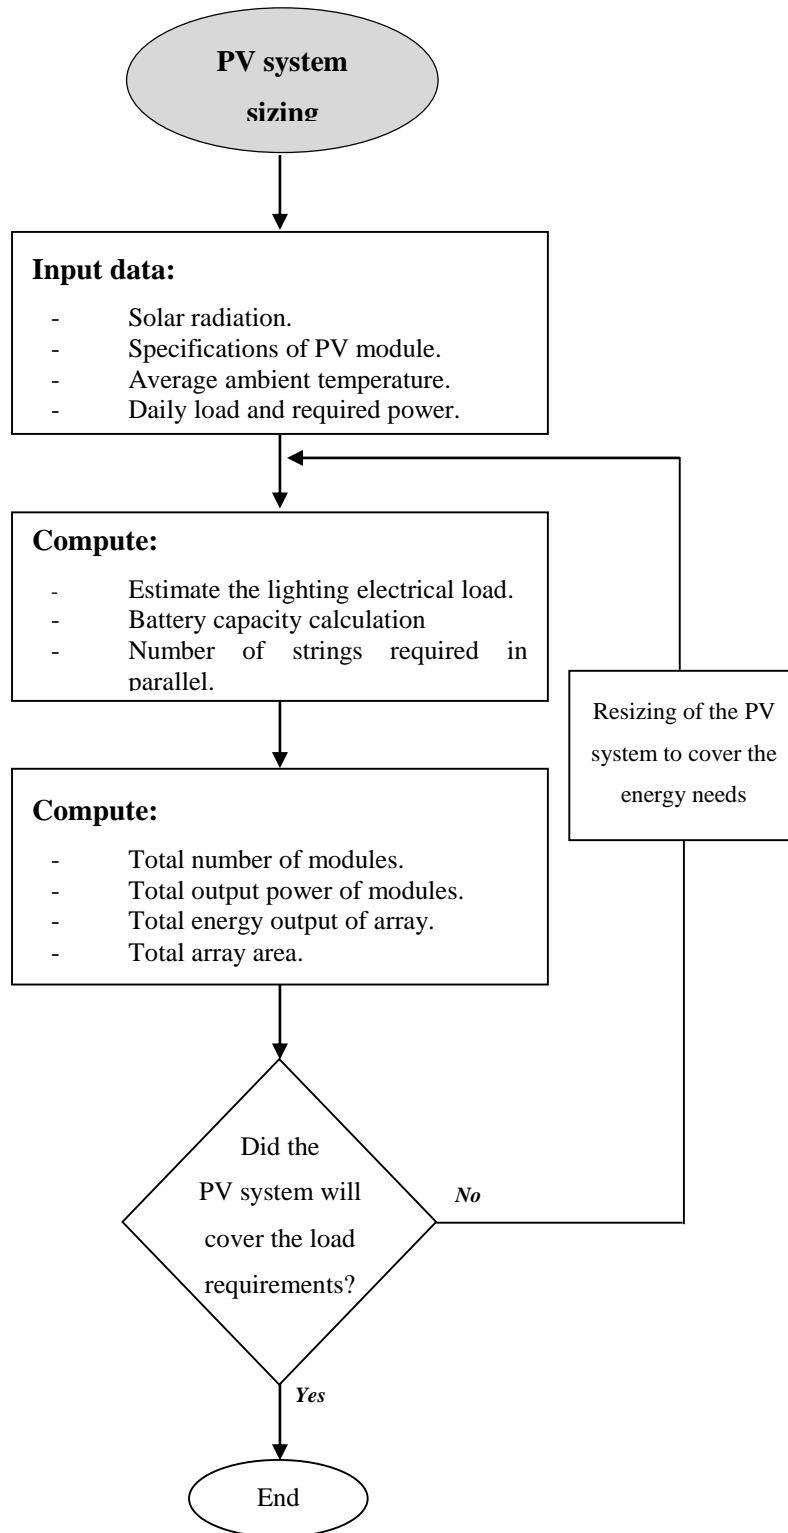 PV system
sizing
Input data:
- Solar radiation.
- Specifications of PV module.
- Average ambient temperature.
- Daily load and required power.
Compute:
- Estimate the lighting electrical load.
- Battery capacity calculation
- Number of strings required in
parallel.
Resizing of the PV
system to cover the
energy needs
Compute:
- Total number of modules.
- Total output power of modules.
- Total energy output of array.
- Total array area.
Did the
PV system will
cover the load
requirements?
No
Yes
End